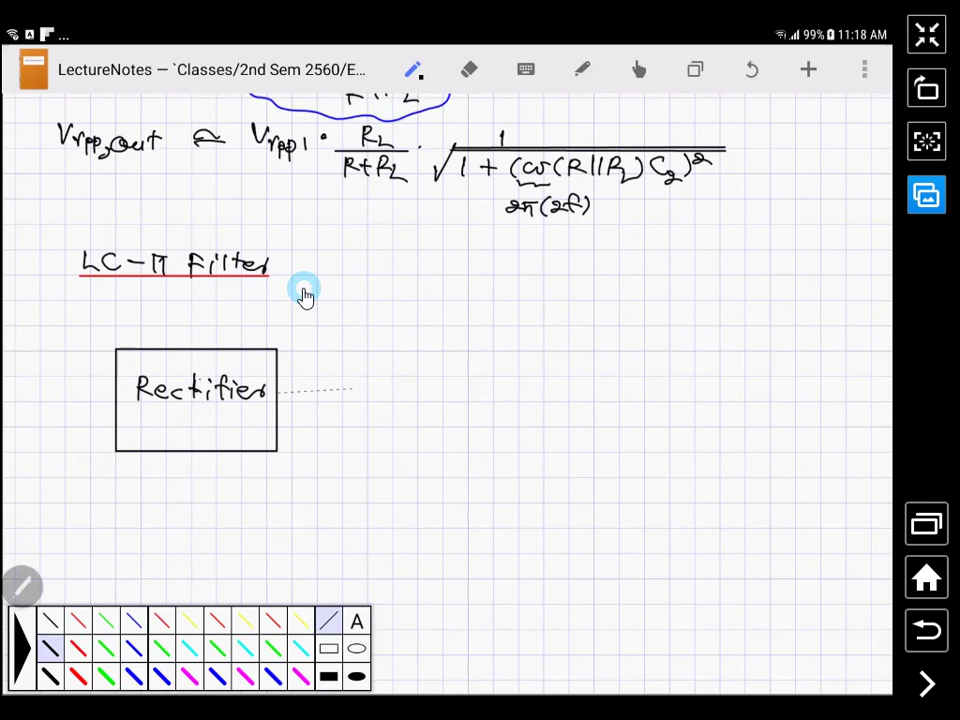 99% 11:18 AM
LectureNotes — `Classes/2nd Sem 2560/E...
R || L
Vrpp,out ≃ Vrpp1 · RL / (R+RL) · 1 / √(1 + (ω(R||RL)C2)²
2π(2f)
LC-π Filter
Rectifier
A